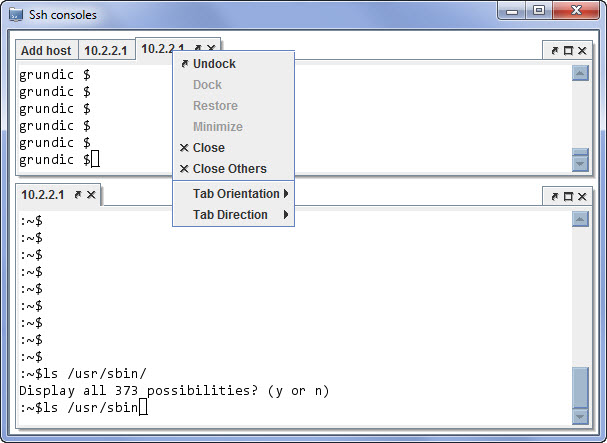 Ssh consoles
Add host 10.2.2.1 10.2.2.1
grundic $
grundic $
grundic $
grundic $
grundic $
grundic $
Undock
Dock
Restore
Minimize
Close
Close Others
Tab Orientation
Tab Direction
10.2.2.1
:~$
:~$
:~$
:~$
:~$
:~$
:~$
:~$
:~$
:~$ls /usr/sbin/
Display all 373 possibilities? (y or n)
:~$ls /usr/sbin